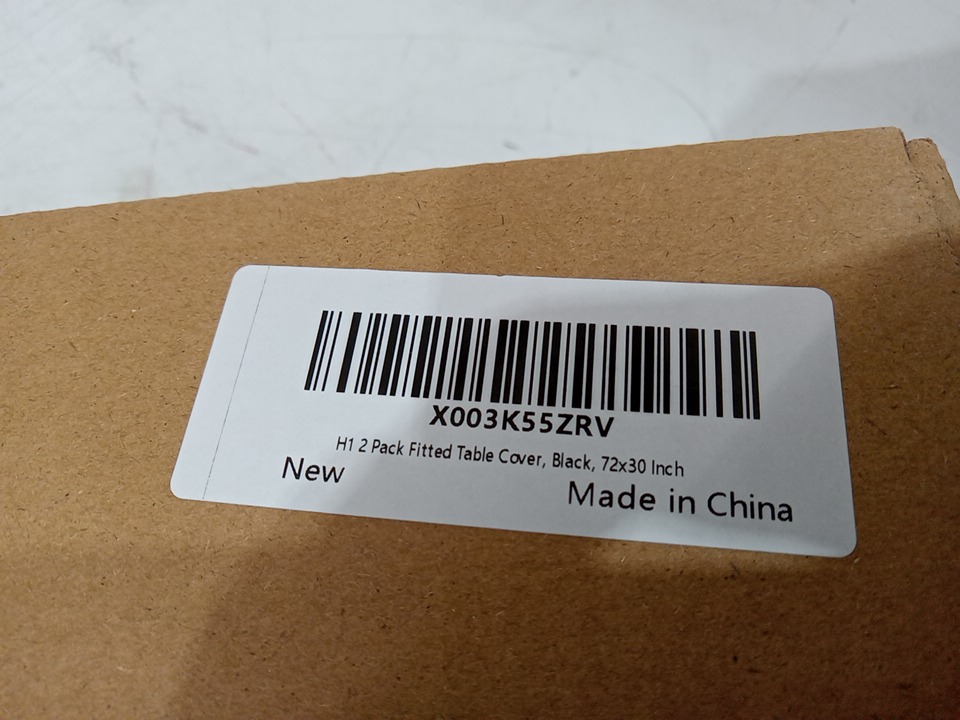 X003K55ZRV
H1 2 Pack Fitted Table Cover, Black, 72x30 Inch
New
Made in China